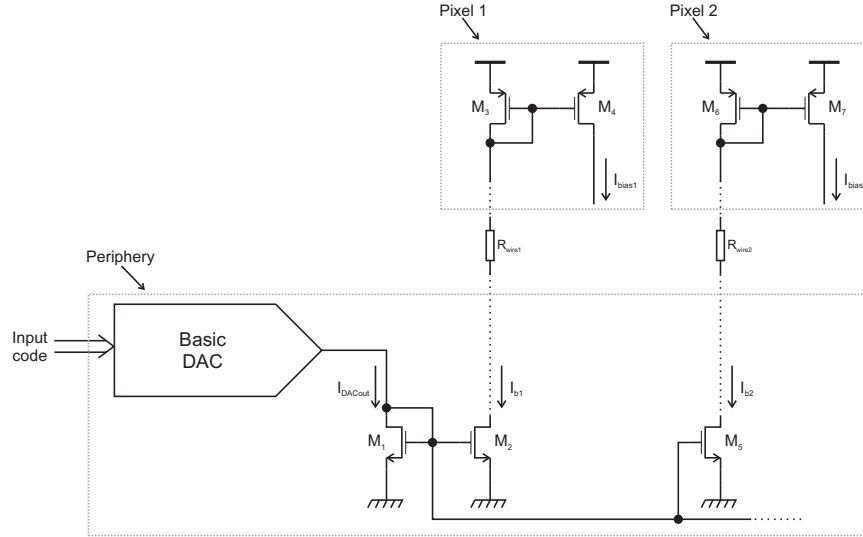 Pixel 1
Pixel 2
M3
M4
M6
M7
Ibias1
Ibias
Rwire1
Rwire2
Periphery
Input
code
Basic
DAC
IDACout
Ib1
Ib2
M1
M2
M5